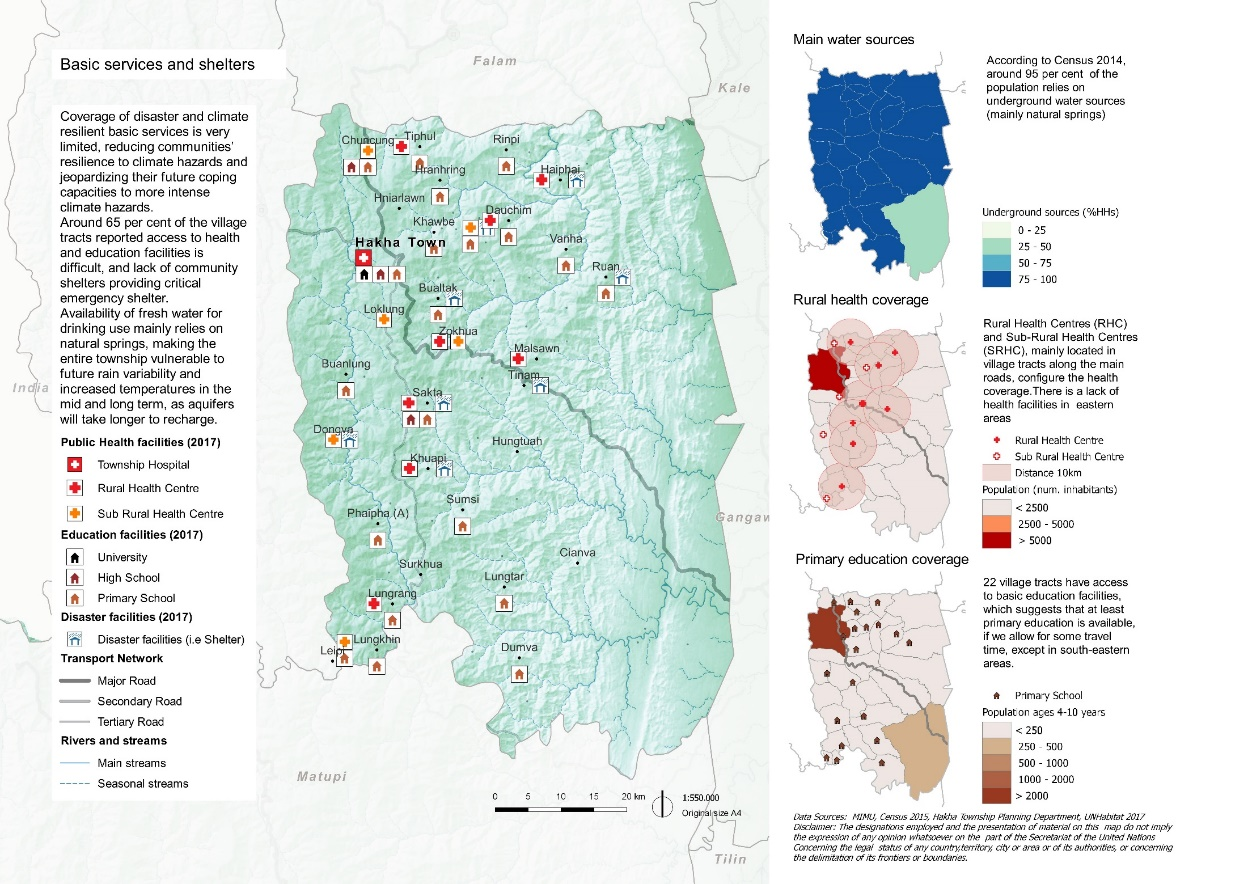 Basic services and shelters
Coverage of disaster and climate
resilient basic services is very
limited, reducing communities'
resilience to climate hazards and
jeopardizing their future coping
capacities to more intense
climate hazards.
Around 65 per cent of the village
tracts reported access to health
and education facilities is
difficult, and lack of community
shelters providing critical
emergency shelter.
Availability of fresh water for
drinking use mainly relies on
natural springs, making the
entire township vulnerable to
future rain variability and
increased temperatures in the
mid and long term, as aquifers
will take longer to recharge.
Public Health facilities (2017)
Township Hospital
Rural Health Centre
Sub Rural Health Centre
Education facilities (2017)
University
High School
Primary School
Disaster facilities (2017)
Disaster facilities (i.e Shelter)
Transport Network
Major Road
Secondary Road
Tertiary Road
Rivers and streams
Main streams
Seasonal streams
Falam
Kale
India
Gangaw
Matupi
Tilin
Chuncung
Tiphul
Rinpi
Hranhring
Haiphai
Hniarlawn
Dauchim
Khawbe
Hakha Town
Vanha
Ruan
Bualtak
Loklung
Zokhua
Malsawn
Buanlung
Tinam
Sakta
Dongva
Hungtuah
Khuapi
Sumsi
Phaipha (A)
Cianva
Surkhua
Lungtar
Lungrang
Lungkhin
Leipi
Dumva
0 5 10 15 20 km
1:550.000
Original size A4
Main water sources
According to Census 2014,
around 95 per cent of the
population relies on
underground water sources
(mainly natural springs)
Underground sources (%HHs)
0 - 25
25 - 50
50 - 75
75 - 100
Rural health coverage
Rural Health Centres (RHC)
and Sub-Rural Health Centres
(SRHC), mainly located in
village tracts along the main
roads, configure the health
coverage.There is a lack of
health facilities in eastern
areas
Rural Health Centre
Sub Rural Health Centre
Distance 10km
Population (num. inhabitants)
< 2500
2500 - 5000
> 5000
Primary education coverage
22 village tracts have access
to basic education facilities,
which suggests that at least
primary education is available,
if we allow for some travel
time, except in south-eastern
areas.
Primary School
Population ages 4-10 years
< 250
250 - 500
500 - 1000
1000 - 2000
> 2000
Data Sources: MIMU, Census 2015, Hakha Township Planning Department, UNHabitat 2017
Disclaimer: The designations employed and the presentation of material on this map do not imply
the expression of any opinion whatsoever on the part of the Secretariat of the United Nations
Concerning the legal status of any country,territory, city or area or of its authorities, or concerning
the delimitation of its frontiers or boundaries.